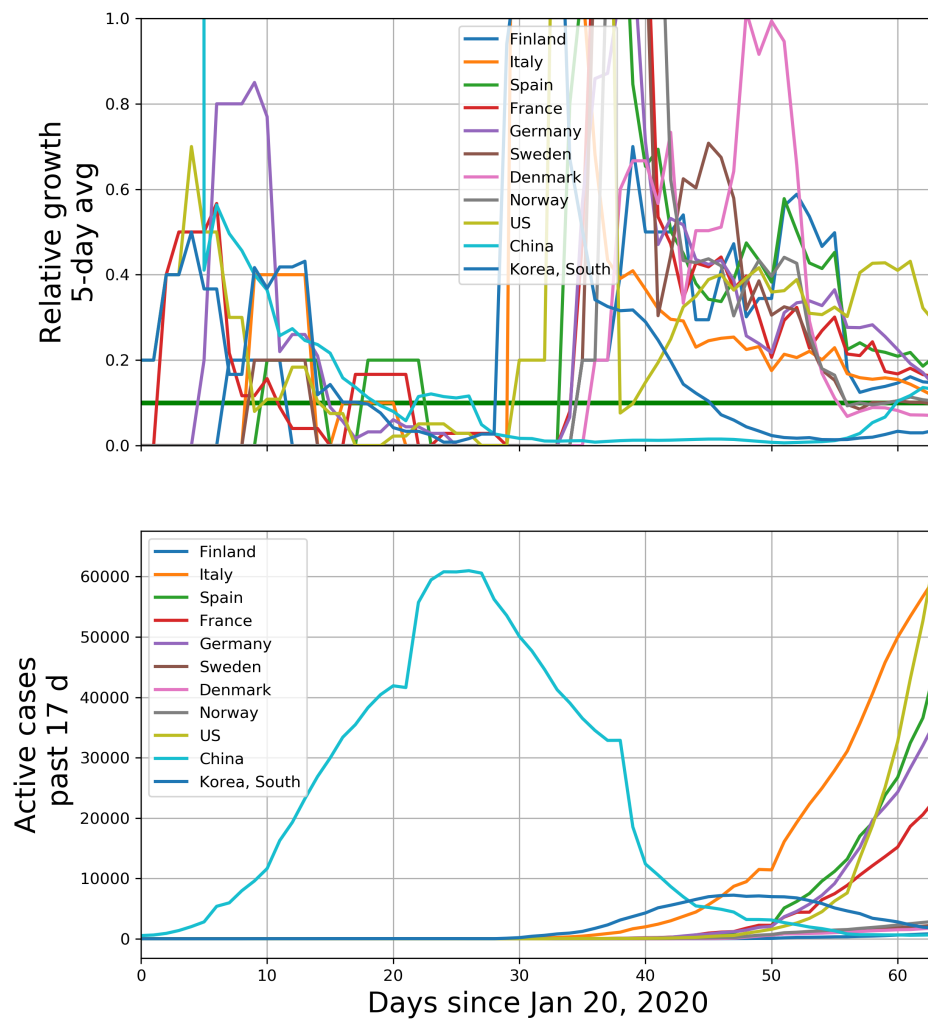 1.0
0.8
0.6
0.4
0.2
0.0
Relative growth
5-day avg
Finland
Italy
Spain
France
Germany
Sweden
Denmark
Norway
US
China
Korea, South
60000
50000
40000
30000
20000
10000
0
Active cases
past 17 d
Finland
Italy
Spain
France
Germany
Sweden
Denmark
Norway
US
China
Korea, South
0 10 20 30 40 50 60
Days since Jan 20, 2020